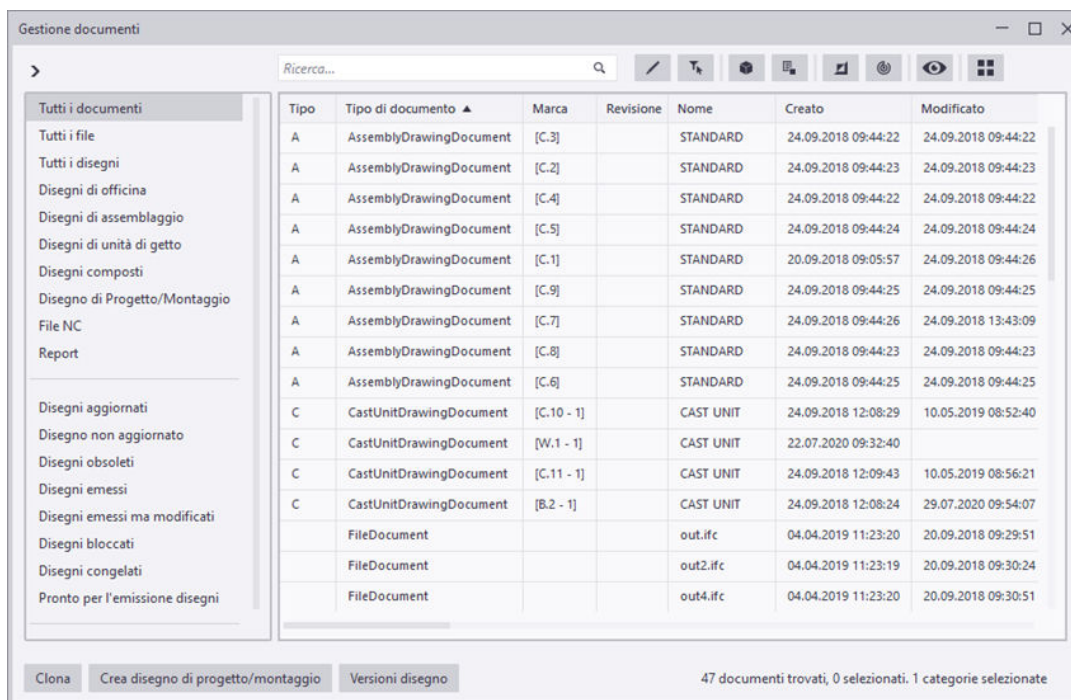 Gestione documenti
Ricerca...
Tutti i documenti
Tutti i file
Tutti i disegni
Disegni di officina
Disegni di assemblaggio
Disegni di unità di getto
Disegni composti
Disegno di Progetto/Montaggio
File NC
Report
Disegni aggiornati
Disegno non aggiornato
Disegni obsoleti
Disegni emessi
Disegni emessi ma modificati
Disegni bloccati
Disegni congelati
Pronto per l'emissione disegni
Tipo Tipo di documento ▲ Marca Revisione Nome Creato Modificato
A AssemblyDrawingDocument [C.3] STANDARD 24.09.2018 09:44:22 24.09.2018 09:44:22
A AssemblyDrawingDocument [C.2] STANDARD 24.09.2018 09:44:23 24.09.2018 09:44:23
A AssemblyDrawingDocument [C.4] STANDARD 24.09.2018 09:44:22 24.09.2018 09:44:22
A AssemblyDrawingDocument [C.5] STANDARD 24.09.2018 09:44:24 24.09.2018 09:44:24
A AssemblyDrawingDocument [C.1] STANDARD 20.09.2018 09:05:57 24.09.2018 09:44:26
A AssemblyDrawingDocument [C.9] STANDARD 24.09.2018 09:44:25 24.09.2018 09:44:25
A AssemblyDrawingDocument [C.7] STANDARD 24.09.2018 09:44:26 24.09.2018 13:43:09
A AssemblyDrawingDocument [C.8] STANDARD 24.09.2018 09:44:23 24.09.2018 09:44:23
A AssemblyDrawingDocument [C.6] STANDARD 24.09.2018 09:44:25 24.09.2018 09:44:25
C CastUnitDrawingDocument [C.10 - 1] CAST UNIT 24.09.2018 12:08:29 10.05.2019 08:52:40
C CastUnitDrawingDocument [W.1 - 1] CAST UNIT 22.07.2020 09:32:40
C CastUnitDrawingDocument [C.11 - 1] CAST UNIT 24.09.2018 12:09:43 10.05.2019 08:56:21
C CastUnitDrawingDocument [B.2 - 1] CAST UNIT 24.09.2018 12:08:24 29.07.2020 09:54:07
FileDocument out.ifc 04.04.2019 11:23:20 20.09.2018 09:29:51
FileDocument out2.ifc 04.04.2019 11:23:19 20.09.2018 09:30:24
FileDocument out4.ifc 04.04.2019 11:23:20 20.09.2018 09:30:51
Clona Crea disegno di progetto/montaggio Versioni disegno 47 documenti trovati, 0 selezionati. 1 categorie selezionate